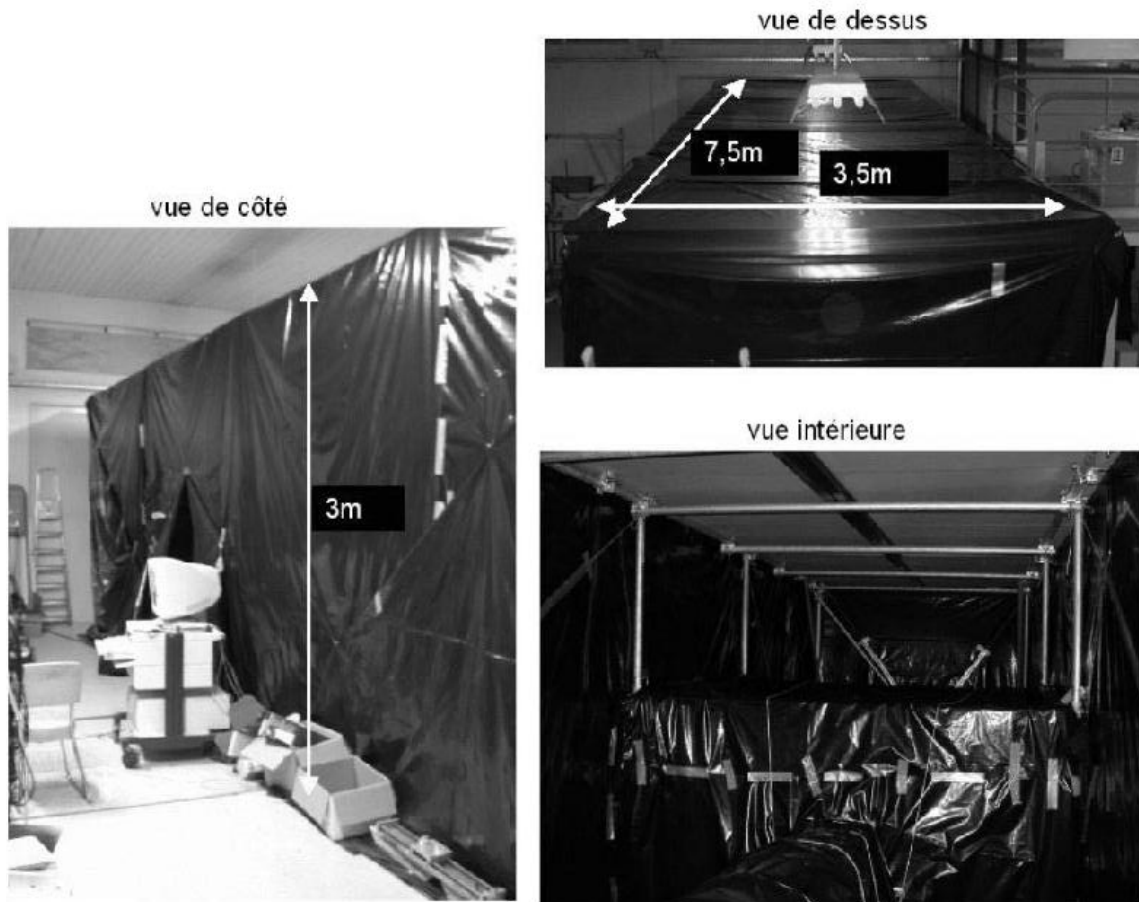 vue de dessus
7,5m
3,5m
vue de côté
3m
vue intérieure